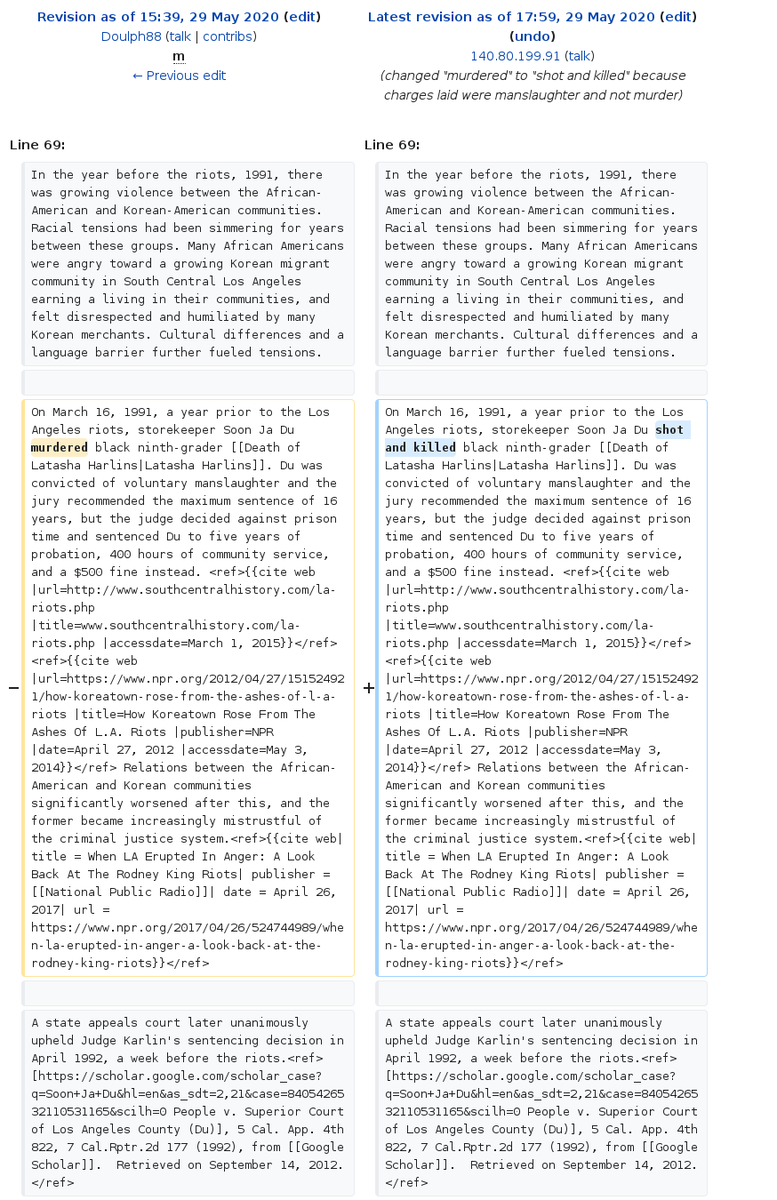 Revision as of 15:39, 29 May 2020 (edit)
Doulph88 (talk | contribs)
m
← Previous edit
Latest revision as of 17:59, 29 May 2020 (edit)
(undo)
140.80.199.91 (talk)
(changed "murdered" to "shot and killed" because
charges laid were manslaughter and not murder)
Line 69:
In the year before the riots, 1991, there
was growing violence between the African-
American and Korean-American communities.
Racial tensions had been simmering for years
between these groups. Many African Americans
were angry toward a growing Korean migrant
community in South Central Los Angeles
earning a living in their communities, and
felt disrespected and humiliated by many
Korean merchants. Cultural differences and a
language barrier further fueled tensions.
Line 69:
In the year before the riots, 1991, there
was growing violence between the African-
American and Korean-American communities.
Racial tensions had been simmering for years
between these groups. Many African Americans
were angry toward a growing Korean migrant
community in South Central Los Angeles
earning a living in their communities, and
felt disrespected and humiliated by many
Korean merchants. Cultural differences and a
language barrier further fueled tensions.
−
On March 16, 1991, a year prior to the Los
Angeles riots, storekeeper Soon Ja Du
murdered black ninth-grader [[Death of
Latasha Harlins|Latasha Harlins]]. Du was
convicted of voluntary manslaughter and the
jury recommended the maximum sentence of 16
years, but the judge decided against prison
time and sentenced Du to five years of
probation, 400 hours of community service,
and a $500 fine instead. <ref>{{cite web
|url=http://www.southcentralhistory.com/la-
riots.php
|title=www.southcentralhistory.com/la-
riots.php |accessdate=March 1, 2015}}</ref>
<ref>{{cite web
|url=https://www.npr.org/2012/04/27/15152492
1/how-koreatown-rose-from-the-ashes-of-l-a-
riots |title=How Koreatown Rose From The
Ashes Of L.A. Riots |publisher=NPR
|date=April 27, 2012 |accessdate=May 3,
2014}}</ref> Relations between the African-
American and Korean communities
significantly worsened after this, and the
former became increasingly mistrustful of
the criminal justice system.<ref>{{cite web|
title = When LA Erupted In Anger: A Look
Back At The Rodney King Riots| publisher =
[[National Public Radio]]| date = April 26,
2017| url =
https://www.npr.org/2017/04/26/524744989/whe
n-la-erupted-in-anger-a-look-back-at-the-
rodney-king-riots}}</ref>
+
On March 16, 1991, a year prior to the Los
Angeles riots, storekeeper Soon Ja Du shot
and killed black ninth-grader [[Death of
Latasha Harlins|Latasha Harlins]]. Du was
convicted of voluntary manslaughter and the
jury recommended the maximum sentence of 16
years, but the judge decided against prison
time and sentenced Du to five years of
probation, 400 hours of community service,
and a $500 fine instead. <ref>{{cite web
|url=http://www.southcentralhistory.com/la-
riots.php
|title=www.southcentralhistory.com/la-
riots.php |accessdate=March 1, 2015}}</ref>
<ref>{{cite web
|url=https://www.npr.org/2012/04/27/15152492
1/how-koreatown-rose-from-the-ashes-of-l-a-
riots |title=How Koreatown Rose From The
Ashes Of L.A. Riots |publisher=NPR
|date=April 27, 2012 |accessdate=May 3,
2014}}</ref> Relations between the African-
American and Korean communities
significantly worsened after this, and the
former became increasingly mistrustful of
the criminal justice system.<ref>{{cite web|
title = When LA Erupted In Anger: A Look
Back At The Rodney King Riots| publisher =
[[National Public Radio]]| date = April 26,
2017| url =
https://www.npr.org/2017/04/26/524744989/whe
n-la-erupted-in-anger-a-look-back-at-the-
rodney-king-riots}}</ref>
A state appeals court later unanimously
upheld Judge Karlin's sentencing decision in
April 1992, a week before the riots.<ref>
[https://scholar.google.com/scholar_case?
q=Soon+Ja+Du&hl=en&as_sdt=2,21&case=84054265
32110531165&scilh=0 People v. Superior Court
of Los Angeles County (Du)], 5 Cal. App. 4th
822, 7 Cal.Rptr.2d 177 (1992), from [[Google
Scholar]].  Retrieved on September 14, 2012.
</ref>
A state appeals court later unanimously
upheld Judge Karlin's sentencing decision in
April 1992, a week before the riots.<ref>
[https://scholar.google.com/scholar_case?
q=Soon+Ja+Du&hl=en&as_sdt=2,21&case=84054265
32110531165&scilh=0 People v. Superior Court
of Los Angeles County (Du)], 5 Cal. App. 4th
822, 7 Cal.Rptr.2d 177 (1992), from [[Google
Scholar]].  Retrieved on September 14, 2012.
</ref>